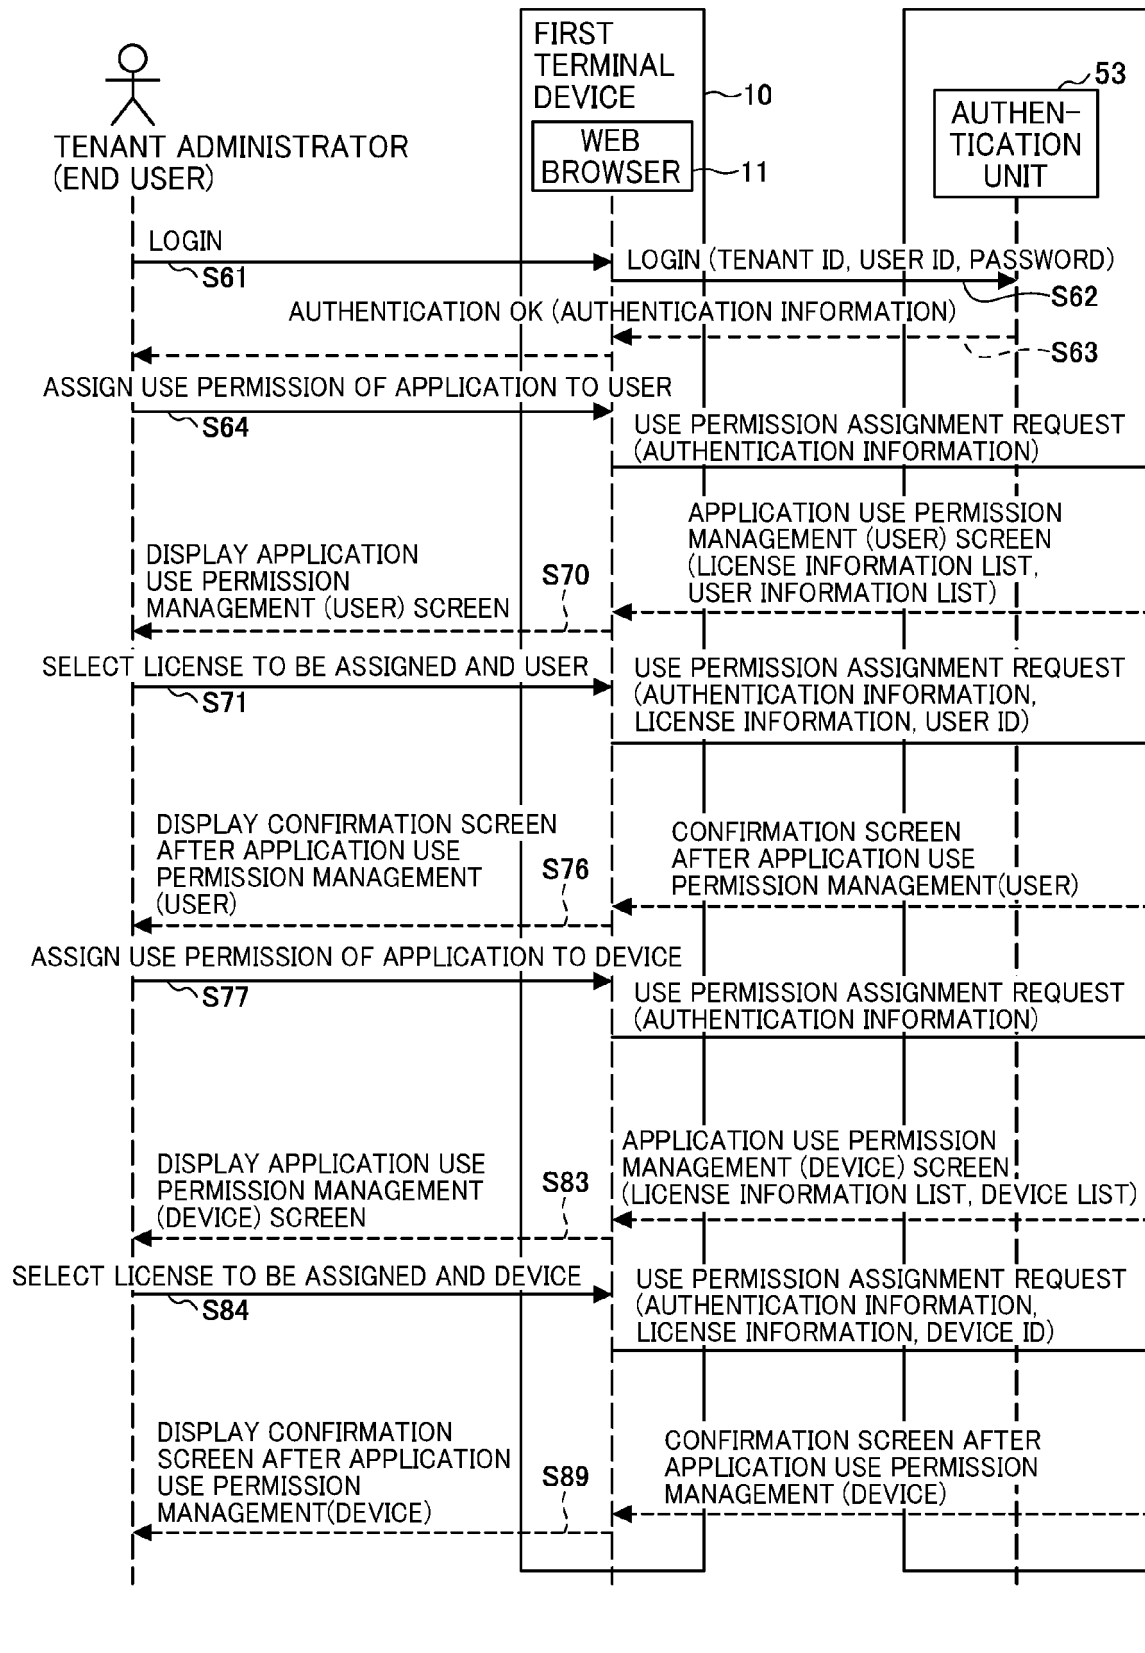 FIRST
TERMINAL
DEVICE
10
53
AUTHEN-
TICATION
UNIT
WEB
BROWSER
11
TENANT ADMINISTRATOR
(END USER)
LOGIN
S61
LOGIN (TENANT ID, USER ID, PASSWORD)
S62
AUTHENTICATION OK (AUTHENTICATION INFORMATION)
S63
ASSIGN USE PERMISSION OF APPLICATION TO USER
S64
USE PERMISSION ASSIGNMENT REQUEST
(AUTHENTICATION INFORMATION)
APPLICATION USE PERMISSION
MANAGEMENT (USER) SCREEN
(LICENSE INFORMATION LIST,
USER INFORMATION LIST)
DISPLAY APPLICATION
USE PERMISSION
MANAGEMENT (USER) SCREEN
S70
SELECT LICENSE TO BE ASSIGNED AND USER
S71
USE PERMISSION ASSIGNMENT REQUEST
(AUTHENTICATION INFORMATION,
LICENSE INFORMATION, USER ID)
DISPLAY CONFIRMATION SCREEN
AFTER APPLICATION USE
PERMISSION MANAGEMENT
(USER)
S76
CONFIRMATION SCREEN
AFTER APPLICATION USE
PERMISSION MANAGEMENT(USER)
ASSIGN USE PERMISSION OF APPLICATION TO DEVICE
S77
USE PERMISSION ASSIGNMENT REQUEST
(AUTHENTICATION INFORMATION)
APPLICATION USE PERMISSION
MANAGEMENT (DEVICE) SCREEN
(LICENSE INFORMATION LIST, DEVICE LIST)
DISPLAY APPLICATION USE
PERMISSION MANAGEMENT
(DEVICE) SCREEN
S83
SELECT LICENSE TO BE ASSIGNED AND DEVICE
S84
USE PERMISSION ASSIGNMENT REQUEST
(AUTHENTICATION INFORMATION,
LICENSE INFORMATION, DEVICE ID)
DISPLAY CONFIRMATION
SCREEN AFTER APPLICATION
USE PERMISSION
MANAGEMENT(DEVICE)
S89
CONFIRMATION SCREEN AFTER
APPLICATION USE PERMISSION
MANAGEMENT (DEVICE)